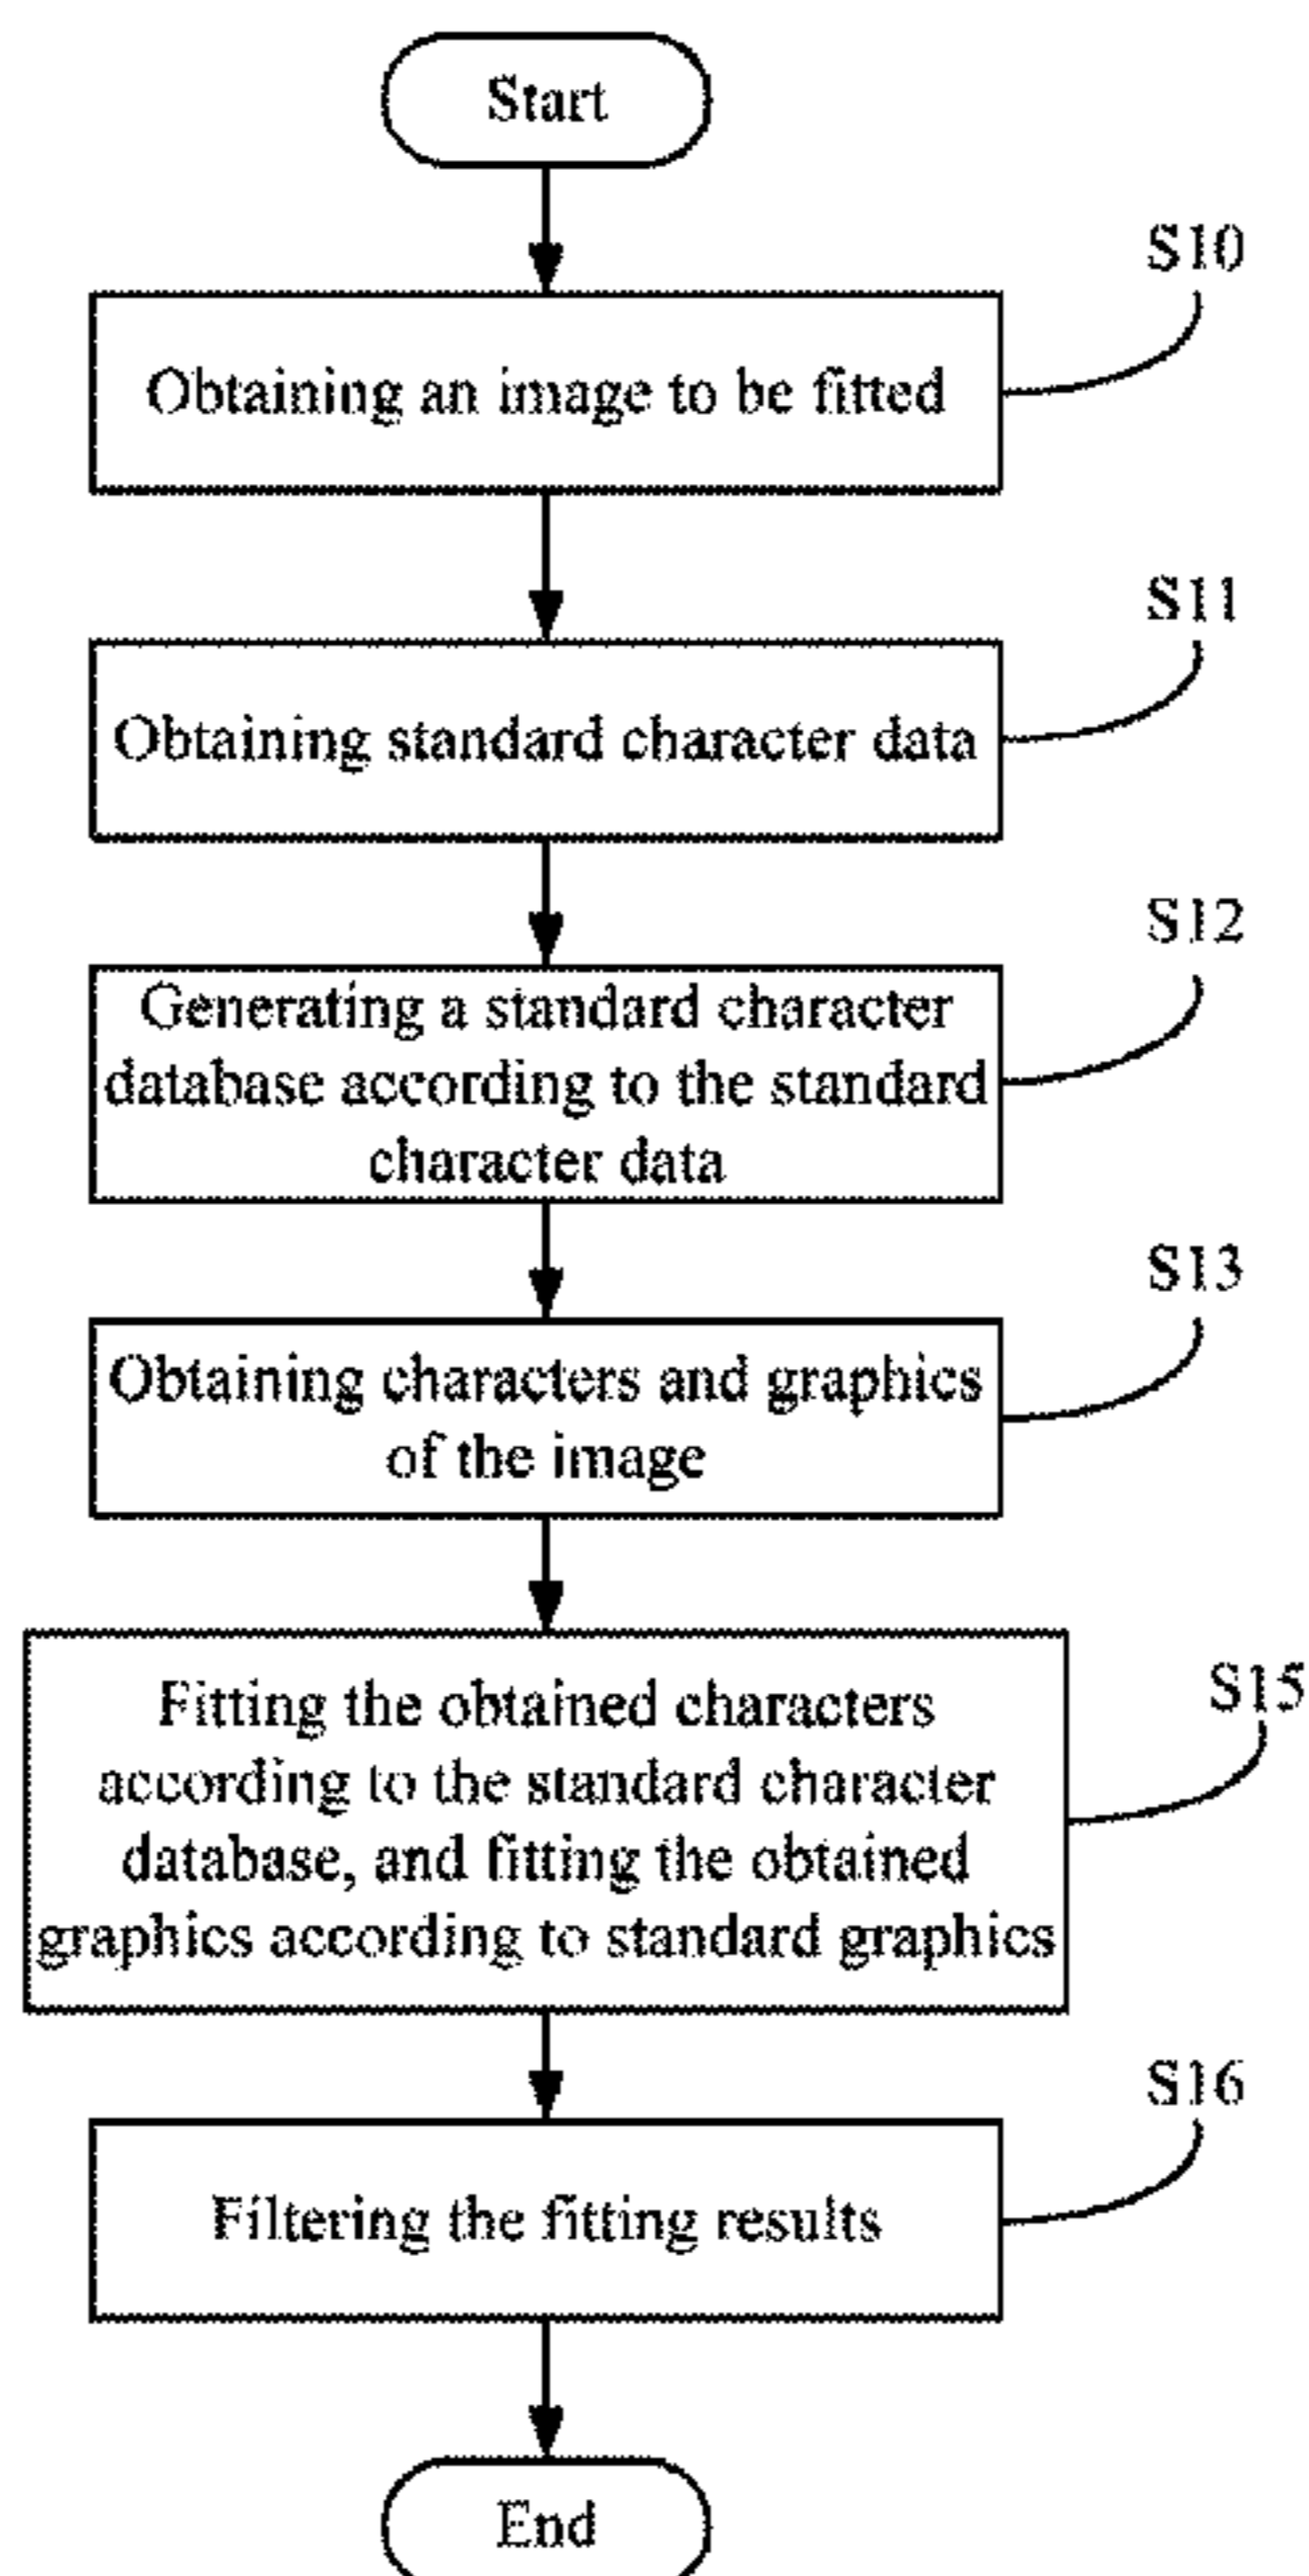 Start
S10
Obtaining an image to be fitted
S11
Obtaining standard character data
S12
Generating a standard character
database according to the standard
character data
S13
Obtaining characters and graphics
of the image
S15
Fitting the obtained characters
according to the standard character
database, and fitting the obtained
graphics according to standard graphics
S16
Filtering the fitting results
End